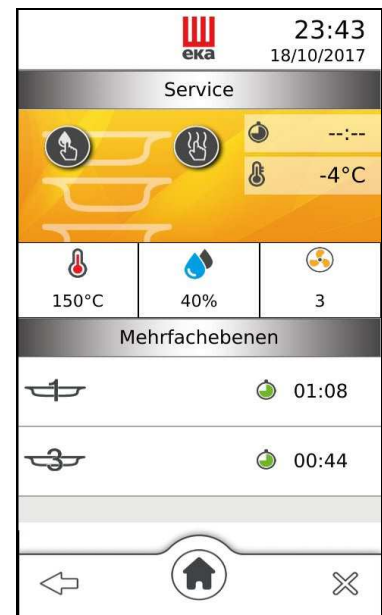 eka
23:43
18/10/2017
Service
--:--
-4°C
150°C
40%
3
Mehrfachebenen
1
01:08
3
00:44